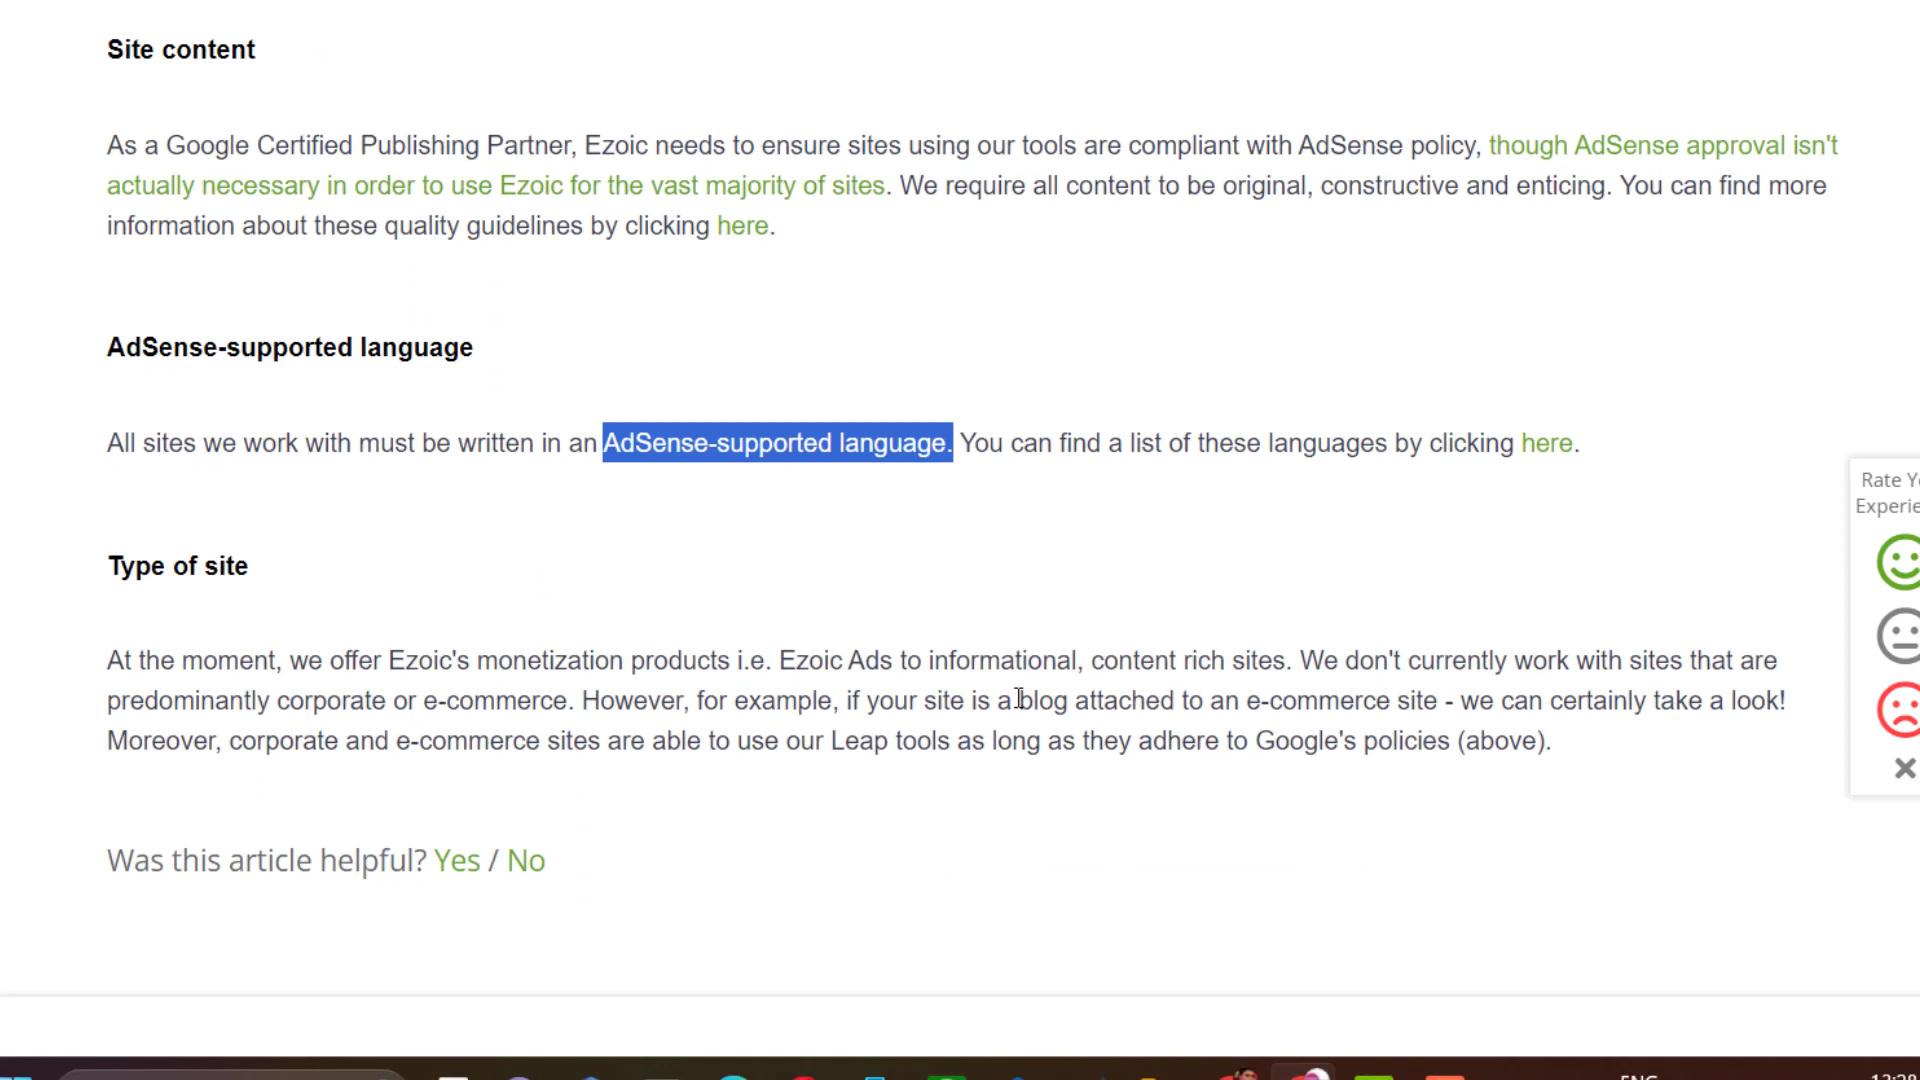 Site content
As a Google Certified Publishing Partner, Ezoic needs to ensure sites using our tools are compliant with AdSense policy, though AdSense approval isn't
actually necessary in order to use Ezoic for the vast majority of sites. We require all content to be original, constructive and enticing. You can find more
information about these quality guidelines by clicking here.
AdSense-supported language
All sites we work with must be written in an AdSense-supported language. You can find a list of these languages by clicking here.
Rate Y
Experie
Type of site
At the moment, we offer Ezoic's monetization products i.e. Ezoic Ads to informational, content rich sites. We don't currently work with sites that are
predominantly corporate or e-commerce. However, for example, if your site is a blog attached to an e-commerce site - we can certainly take a look!
Moreover, corporate and e-commerce sites are able to use our Leap tools as long as they adhere to Google's policies (above).
Was this article helpful? Yes / No